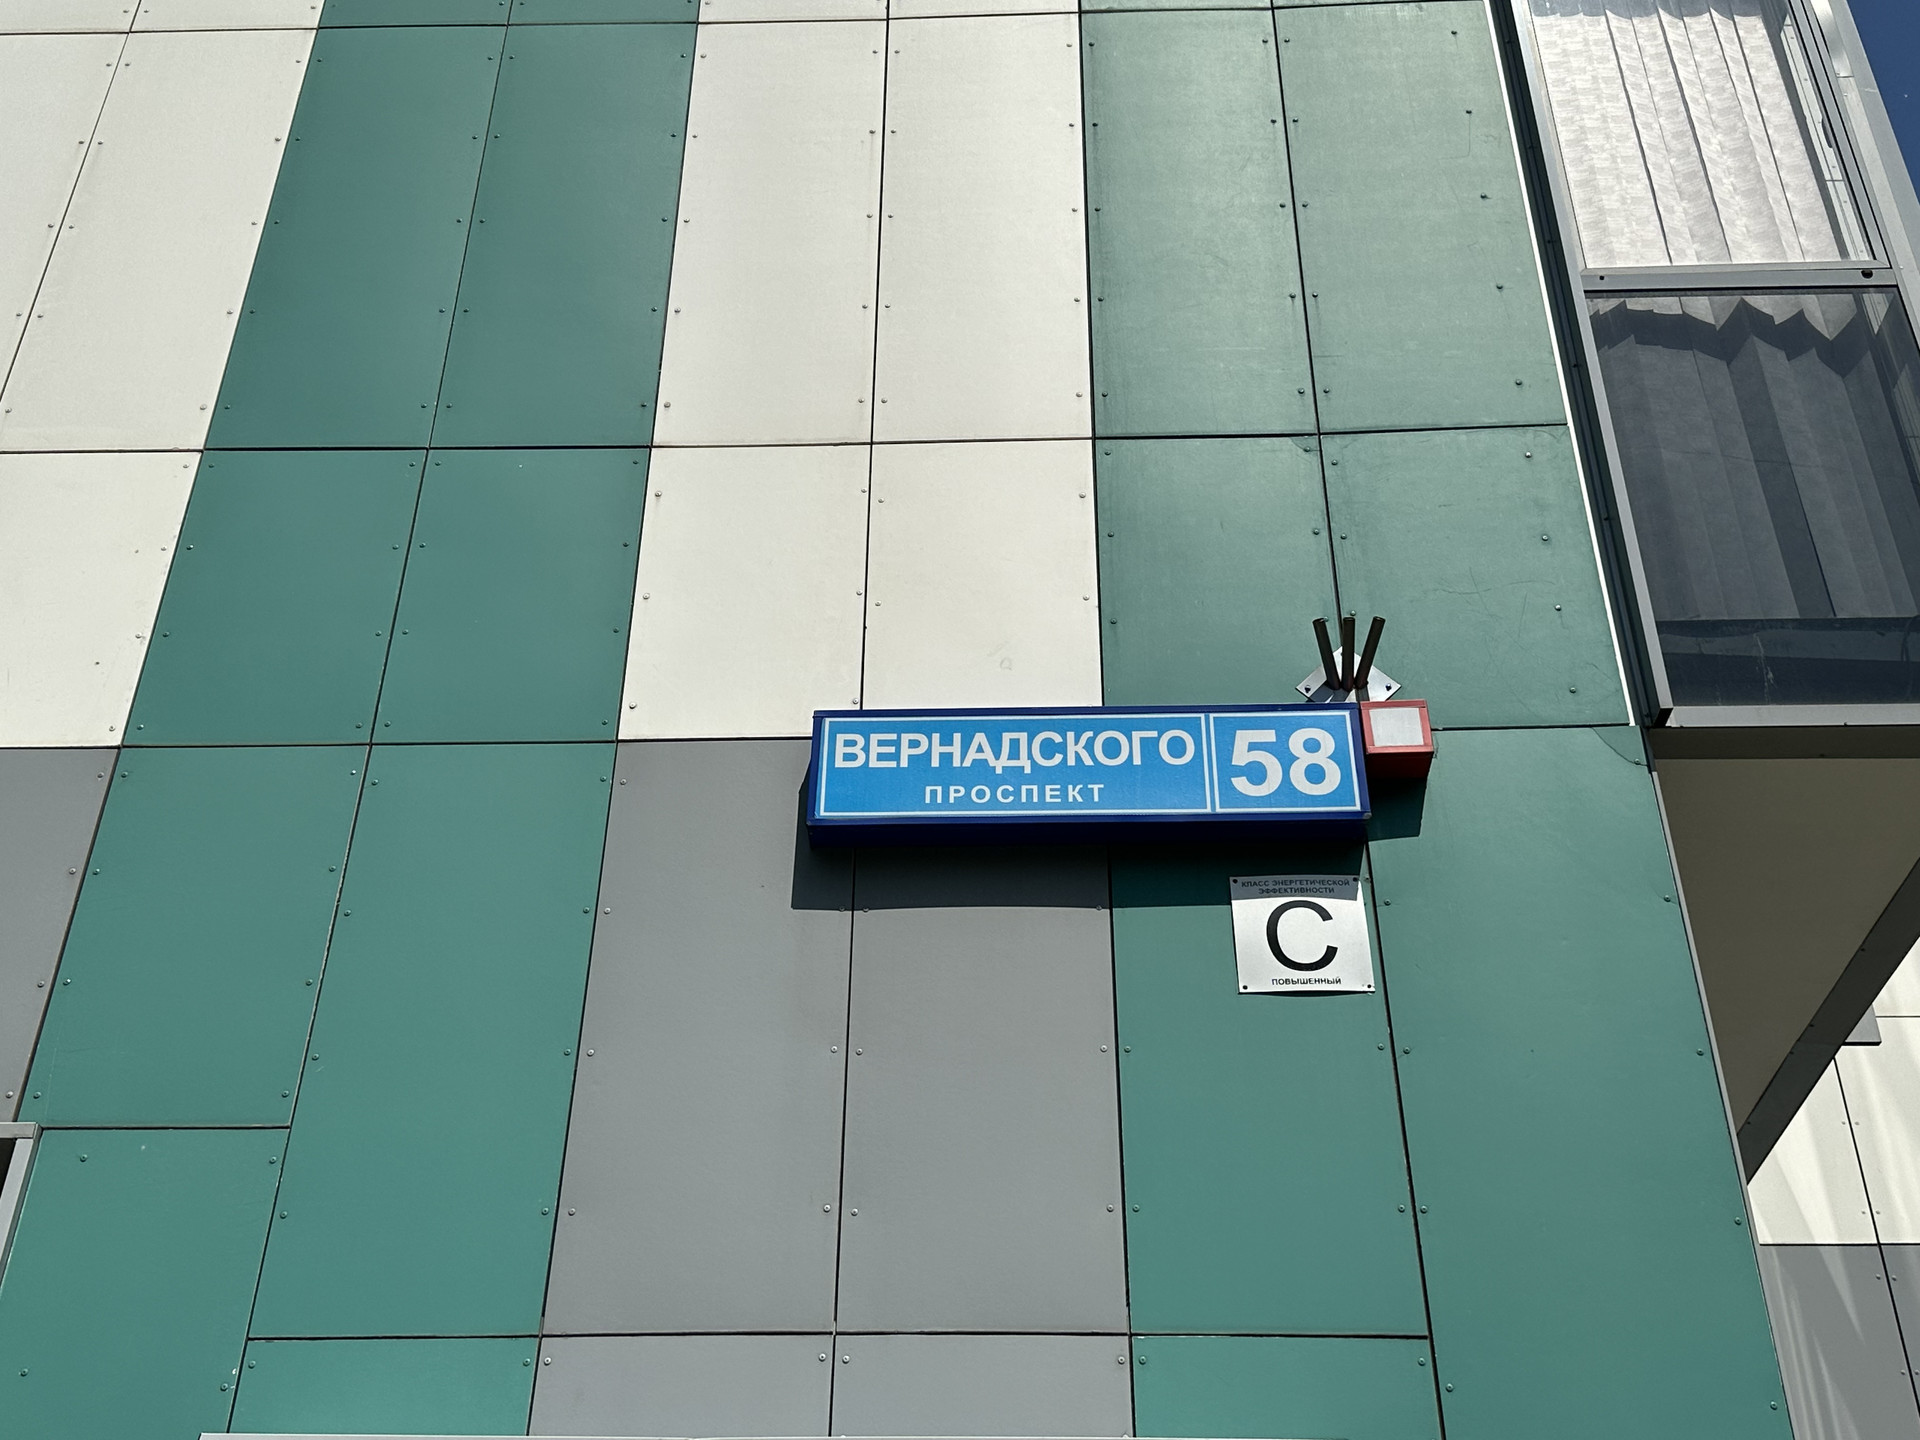 ВЕРНАДСКОГО
ПРОСПЕКТ
58
КЛАСС ЭНЕРГЕТИЧЕСКОЙ
ЭФФЕКТИВНОСТИ
С
ПОВЫШЕННЫЙ